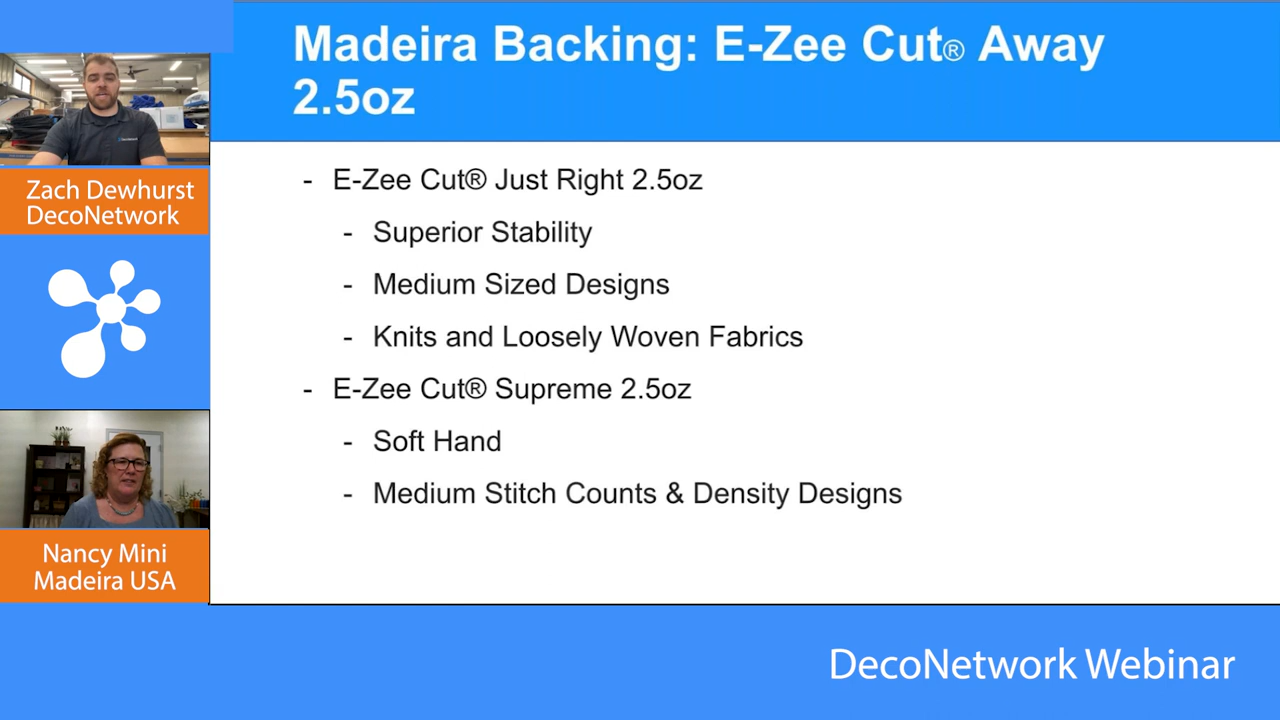 Madeira Backing: E-Zee Cut® Away
2.5oz
Zach Dewhurst
DecoNetwork
- E-Zee Cut® Just Right 2.5oz
- Superior Stability
- Medium Sized Designs
- Knits and Loosely Woven Fabrics
- E-Zee Cut® Supreme 2.5oz
- Soft Hand
- Medium Stitch Counts & Density Designs
Nancy Mini
Madeira USA
DecoNetwork Webinar